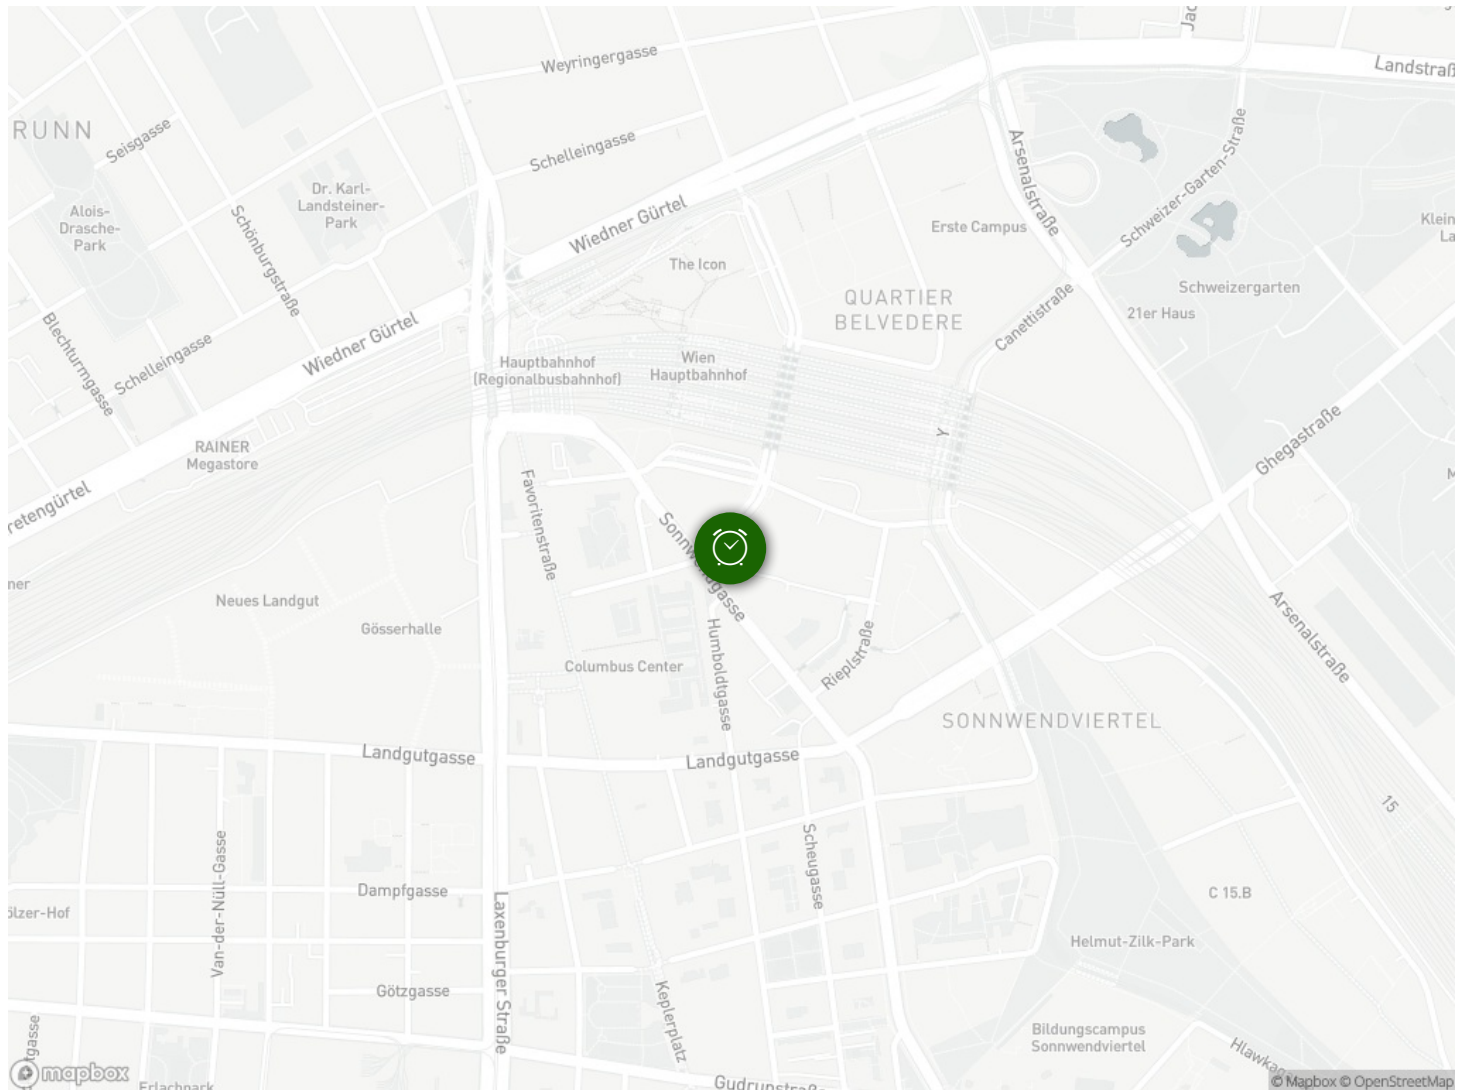 Jac
Weyringergasse
Landstraß
RUNN
Seisgasse
Schelleingasse
Arsenalstraße
Schweizer-Garten-Straße
Dr. Karl-
Landsteiner-
Park
Alois-
Drasche-
Park
Schönburgstraße
Wiedner Gürtel
Erste Campus
Klein
La
The Icon
QUARTIER
BELVEDERE
Schweizergarten
21er Haus
Canettistraße
Blechturmgasse
Schelleingasse
Wiedner Gürtel
Hauptbahnhof
(Regionalbusbahnhof)
Wien
Hauptbahnhof
RAINER
Megastore
Y
Ghegastraße
M
retengürtel
Favoritenstraße
Sonnwendgasse
ner
Neues Landgut
Gösserhalle
Arsenalstraße
Columbus Center
Humboldtgasse
Rieplstraße
SONNWENDVIERTEL
Landgutgasse
Landgutgasse
15
Van-der-Nüll-Gasse
Scheugasse
Dampfgasse
C 15.B
ölzer-Hof
Laxenburger Straße
Helmut-Zilk-Park
Götzgasse
Keplerplatz
Bildungscampus
Sonnwendviertel
Hlawkag
tgasse
mapbox
Erlachpark
Gudrunstraße
© Mapbox © OpenStreetMap